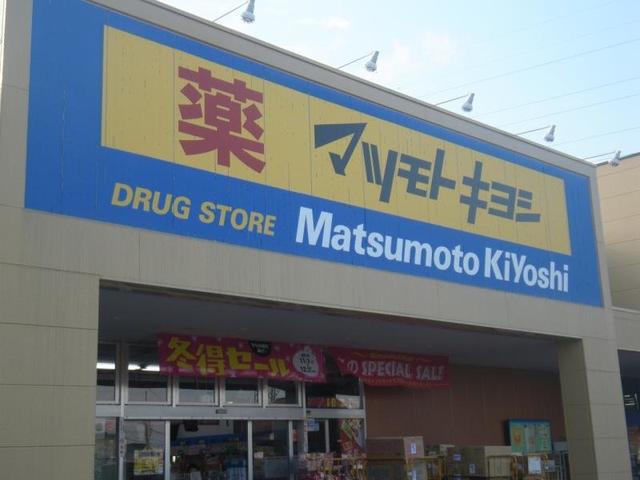 薬 マツモトキヨシ
DRUG STORE Matsumoto KiYoshi
冬得セール
の SPECIAL SALE